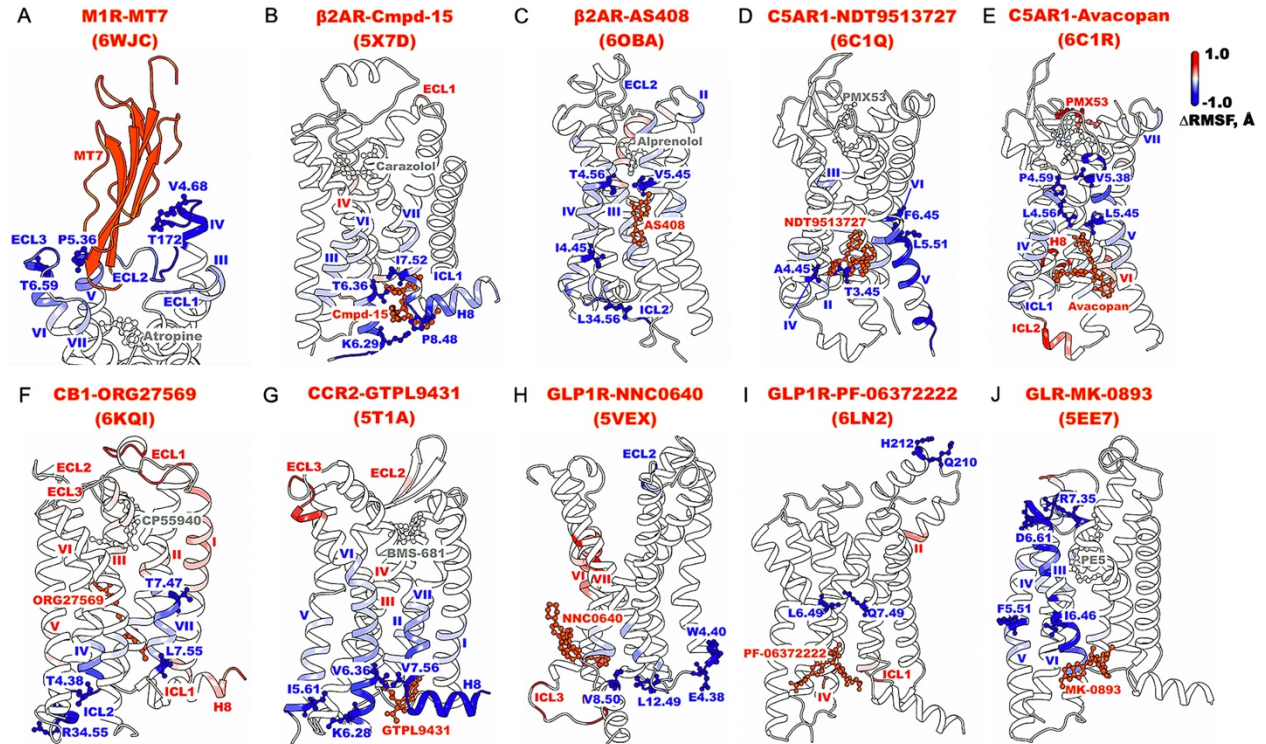 A M1R-MT7
(6WJC)
MT7
V4.68
IV
ECL3
P5.36
T172
ECL2
III
T6.59
V
ECL1
VI
VII
Atropine
B β2AR-Cmpd-15
(5X7D)
ECL1
Carazolol
IV
VI
VII
III
I7.52
T6.36
ICL1
Cmpd-15
H8
K6.29
P8.48
C β2AR-AS408
(6OBA)
ECL2
II
Alprenolol
T4.56
V5.45
IV
III
AS408
I4.45
L34.56
ICL2
D C5AR1-NDT9513727
(6C1Q)
PMX53
III
VI
F6.45
NDT9513727
L5.51
A4.45
V
T3.45
II
IV
E C5AR1-Avacopan
(6C1R)
1.0
-1.0
ΔRMSF, Å
PMX53
VII
P4.59
IV
V5.38
L4.56
L5.45
H8
IV
V
VI
ICL1
Avacopan
ICL2
F CB1-ORG27569
(6KQI)
ECL1
ECL2
ECL3
CP55940
VI
III
II
I
T7.47
ORG27569
V
VII
IV
L7.55
T4.38
ICL1
ICL2
H8
R34.55
G CCR2-GTPL9431
(5T1A)
ECL3
ECL2
BMS-681
VI
IV
III
VII
V
II
I
V6.36
V7.56
I5.61
H8
K6.28
GTPL9431
H GLP1R-NNC0640
(5VEX)
ECL2
VI
VII
NNC0640
W4.40
ICL3
V8.50
L12.49
E4.38
I GLP1R-PF-06372222
(6LN2)
H212
Q210
II
L6.49
Q7.49
PF-06372222
IV
ICL1
J GLR-MK-0893
(5EE7)
R7.35
D6.61
III
PE5
IV
F5.51
I6.46
V
VI
MK-0893